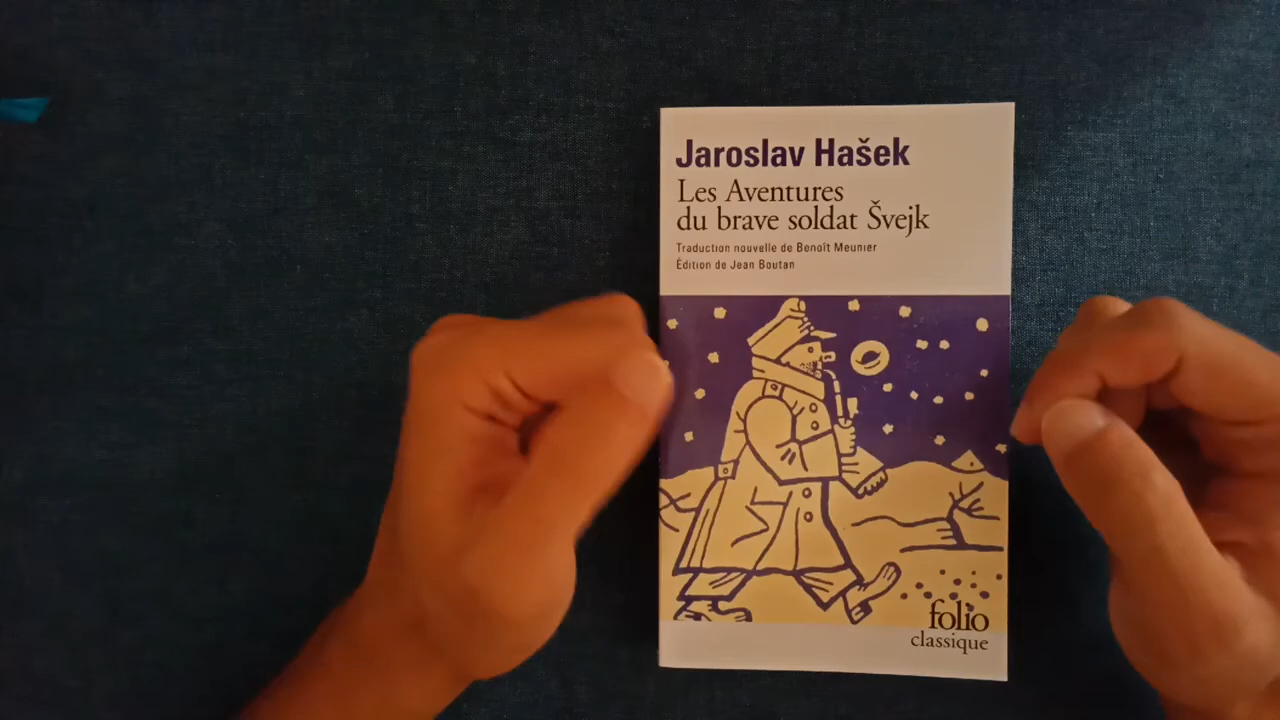 Jaroslav Hašek
Les Aventures
du brave soldat Švejk
Traduction nouvelle de Benoît Meunier
Édition de Jean Boutan
folio
classique